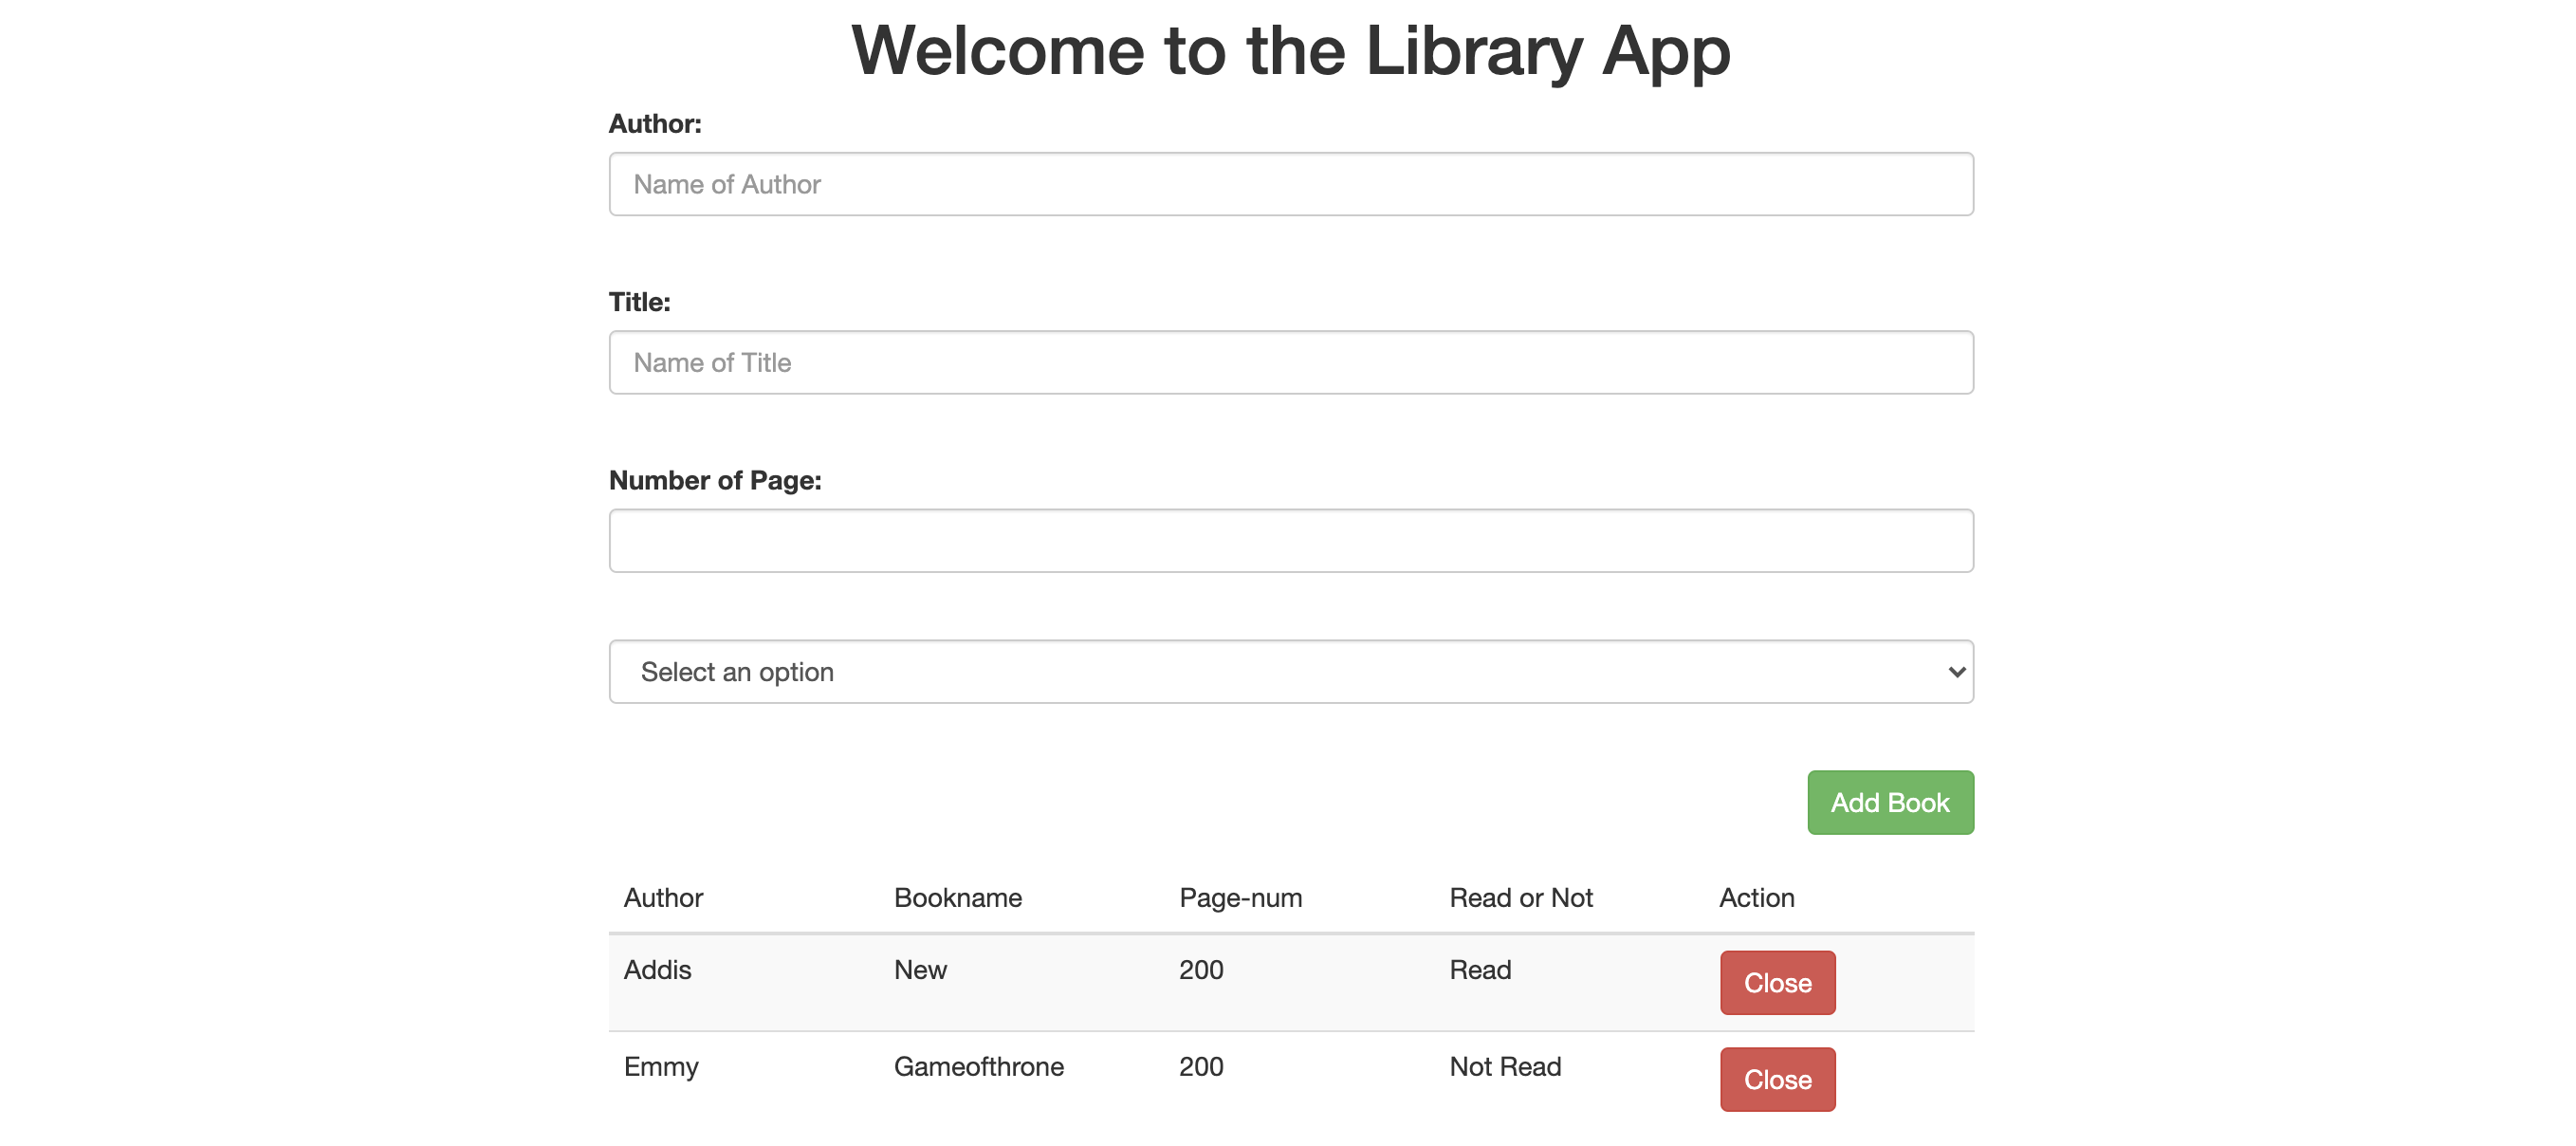 Welcome to the Library App
Author:
Name of Author
Title:
Name of Title
Number of Page:
Select an option
Add Book
Author Bookname Page-num Read or Not Action
Addis New 200 Read Close
Emmy Gameofthrone 200 Not Read Close